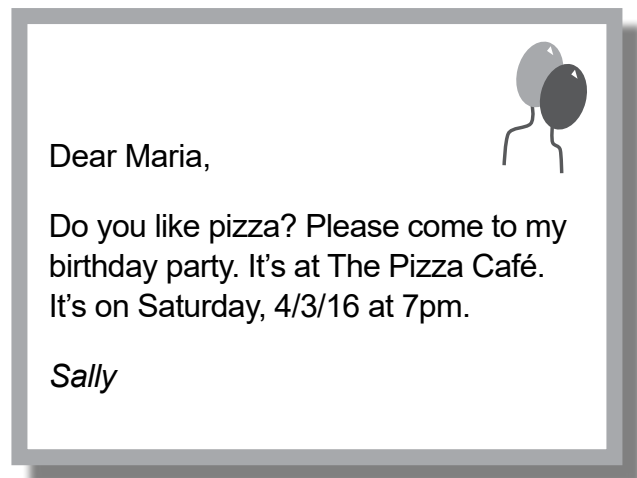 Dear Maria,
Do you like pizza? Please come to my
birthday party. It’s at The Pizza Café.
It’s on Saturday, 4/3/16 at 7pm.
Sally